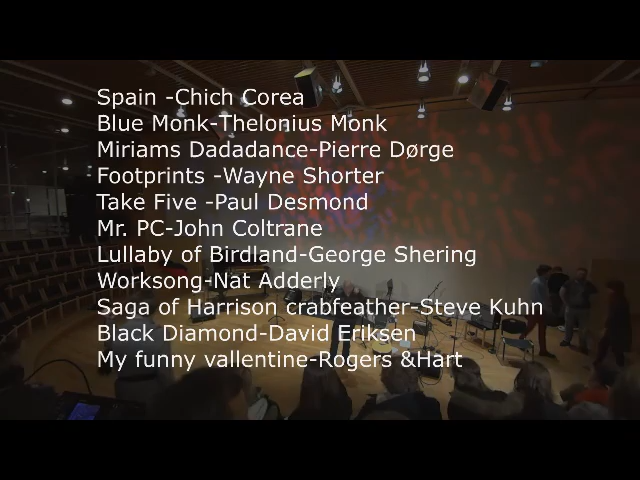 Spain -Chich Corea
Blue Monk-Thelonius Monk
Miriams Dadadance-Pierre Dørge
Footprints -Wayne Shorter
Take Five -Paul Desmond
Mr. PC-John Coltrane
Lullaby of Birdland-George Shering
Worksong-Nat Adderly
Saga of Harrison crabfeather-Steve Kuhn
Black Diamond-David Eriksen
My funny vallentine-Rogers &Hart